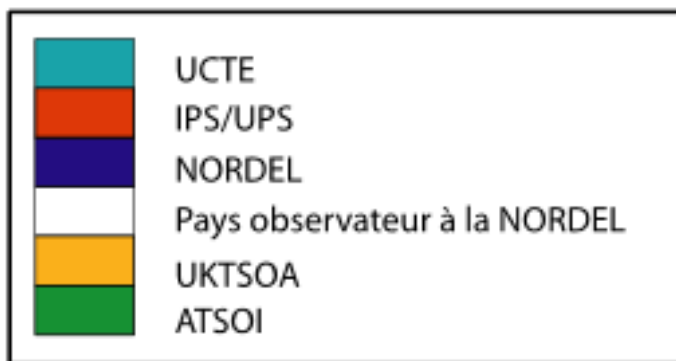 UCTE
IPS/UPS
NORDEL
Pays observateur à la NORDEL
UKTSOA
ATSOI